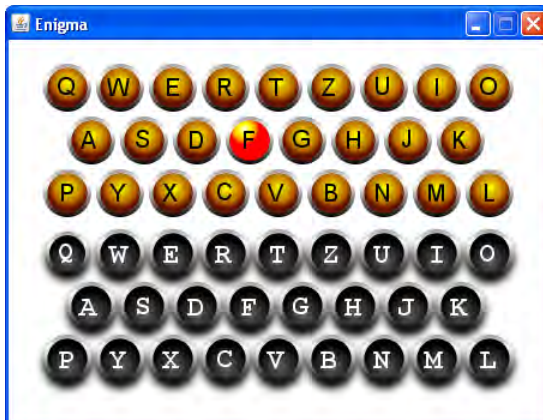 Enigma
Q W E R T Z U I O
A S D F G H J K
P Y X C V B N M L
Q W E R T Z U I O
A S D F G H J K
P Y X C V B N M L